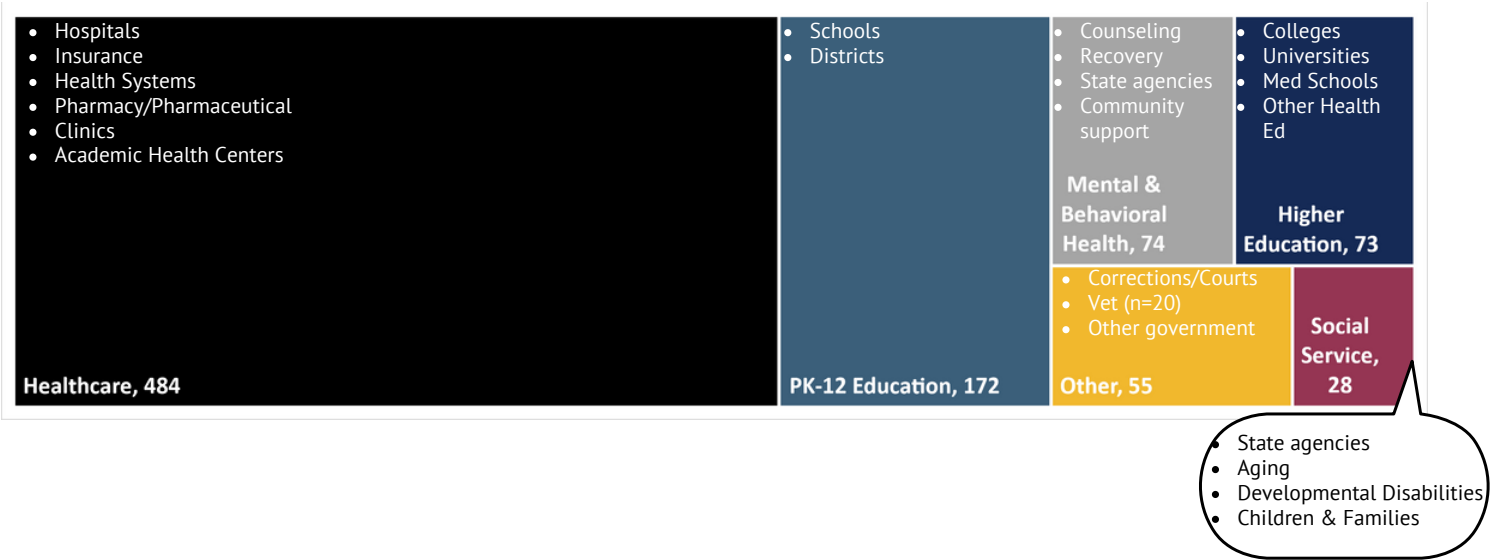 • Hospitals
• Insurance
• Health Systems
• Pharmacy/Pharmaceutical
• Clinics
• Academic Health Centers
Healthcare, 484
• Schools
• Districts
PK-12 Education, 172
• Counseling
• Recovery
• State agencies
• Community
support
Mental &
Behavioral
Health, 74
• Colleges
• Universities
• Med Schools
• Other Health
Ed
Higher
Education, 73
• Corrections/Courts
• Vet (n=20)
• Other government
Other, 55
Social
Service,
28
• State agencies
• Aging
• Developmental Disabilities
• Children & Families